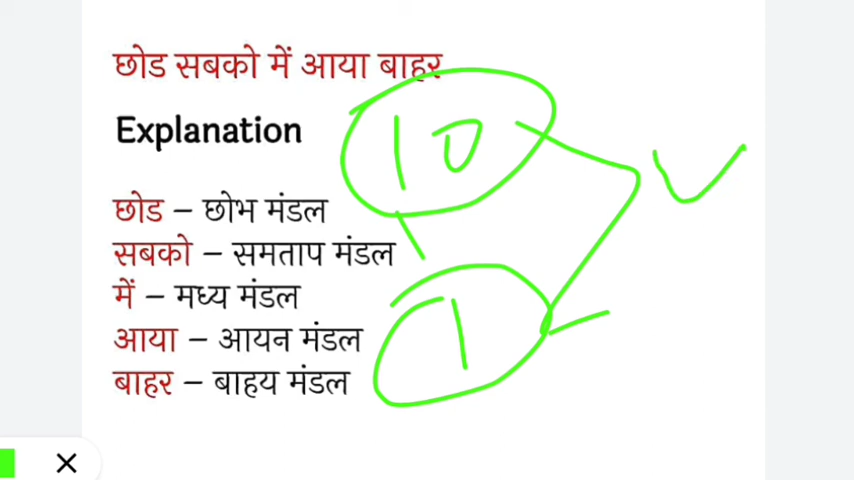 छोड सबको में आया बाहर
Explanation
10
छोड – छोभ मंडल
सबको – समताप मंडल
में – मध्य मंडल
1
आया – आयन मंडल
बाहर – बाहय मंडल